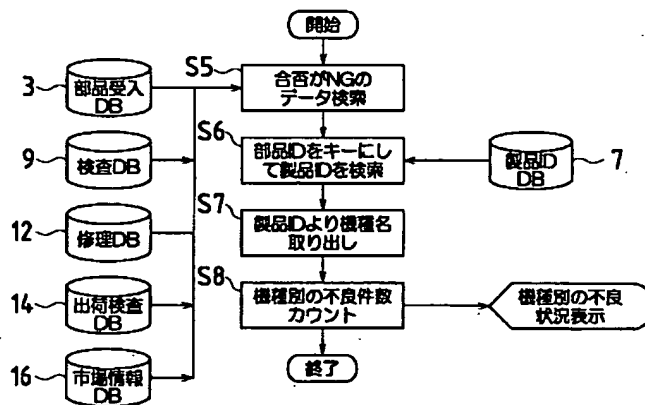 開始
S5
合否がNGの
データ検索
3
部品受入
DB
S6
部品IDをキーにし
て製品IDを検索
9
検査DB
製品ID
DB
7
S7
製品IDより機種名
取り出し
12
修理DB
S8
機種別の不良件数
カウント
14
出荷検査
DB
機種別の不良
状況表示
終了
16
市場情報
DB